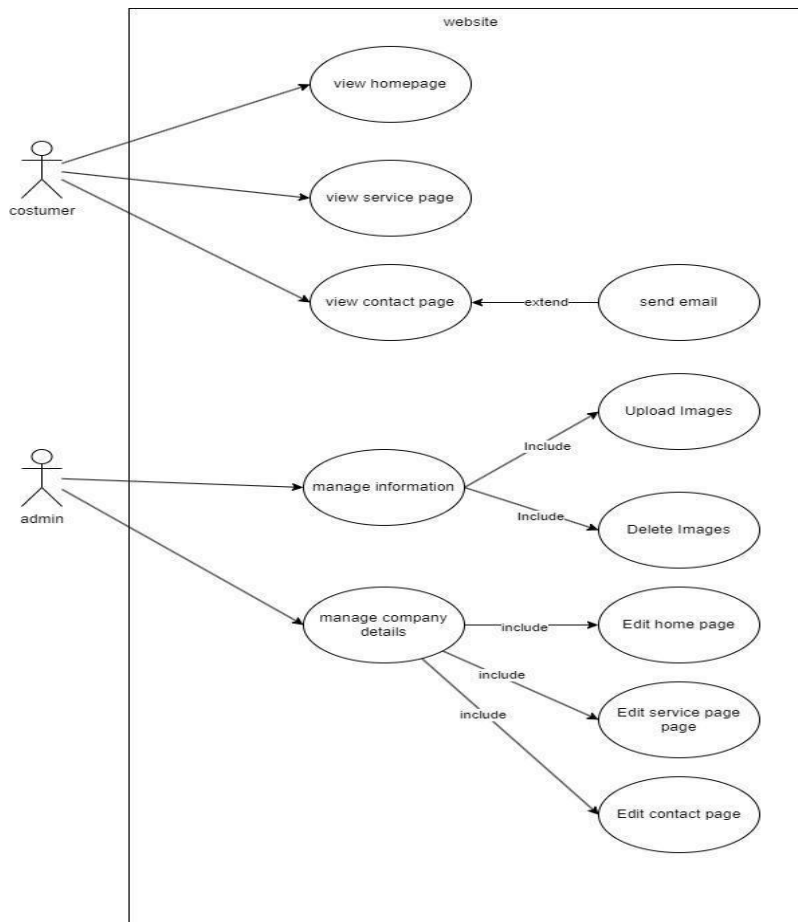 website
view homepage
view service page
costumer
view contact page
extend
send email
Upload Images
Include
manage information
admin
Include
Delete Images
manage company
details
include
Edit home page
include
Edit service page
page
include
Edit contact page